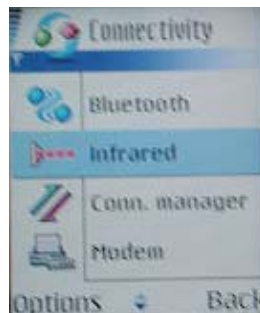 Connectivity
Bluetooth
Infrared
Conn. manager
Modem
Options Back